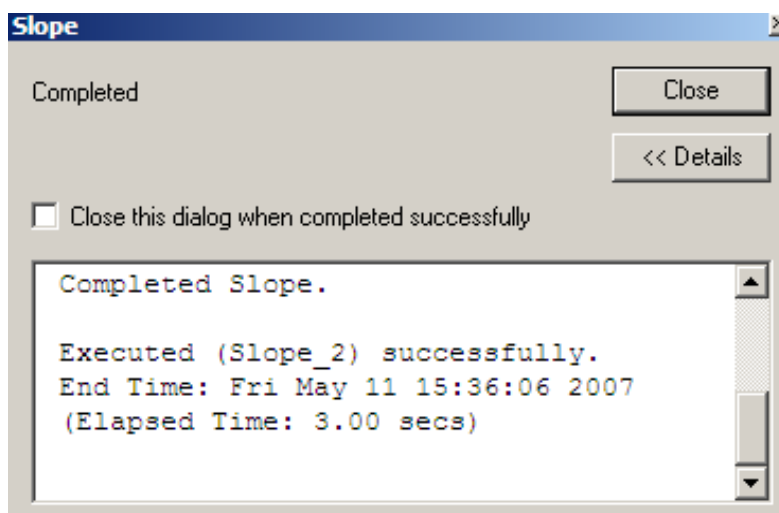 Slope
Completed
Close
<< Details
Close this dialog when completed successfully
Completed Slope.
Executed (Slope_2) successfully.
End Time: Fri May 11 15:36:06 2007
(Elapsed Time: 3.00 secs)